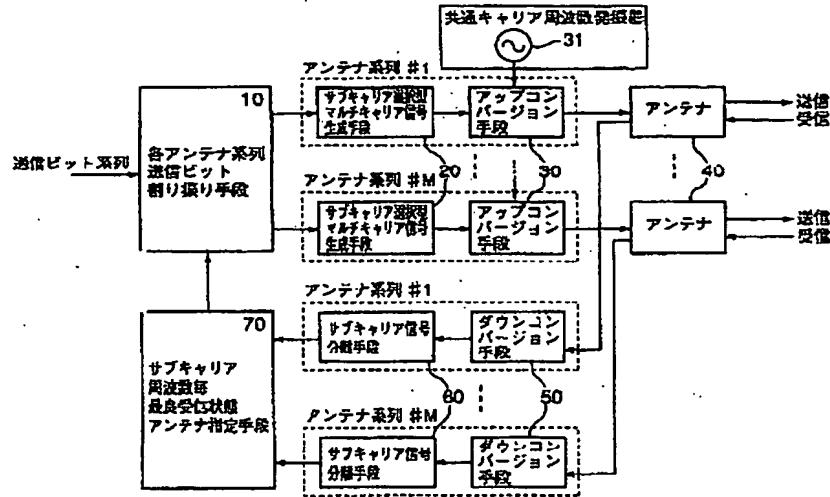 共通キャリア周波数発振器
31
アンテナ系列 #1
10
サブキャリア選択型
マルチキャリア信号
生成手段
アップコン
バージョン
手段
アンテナ
送信
受信
送信ビット系列
各アンテナ系列
送信ビット
割り振り手段
20
30
40
アンテナ系列 #M
サブキャリア選択型
マルチキャリア信号
生成手段
アップコン
バージョン
手段
アンテナ
送信
受信
アンテナ系列 #1
70
サブキャリア信号
分離手段
ダウンコン
バージョン
手段
サブキャリア
周波数毎
最良受信状態
アンテナ指定手段
60
50
アンテナ系列 #M
サブキャリア信号
分離手段
ダウンコン
バージョン
手段